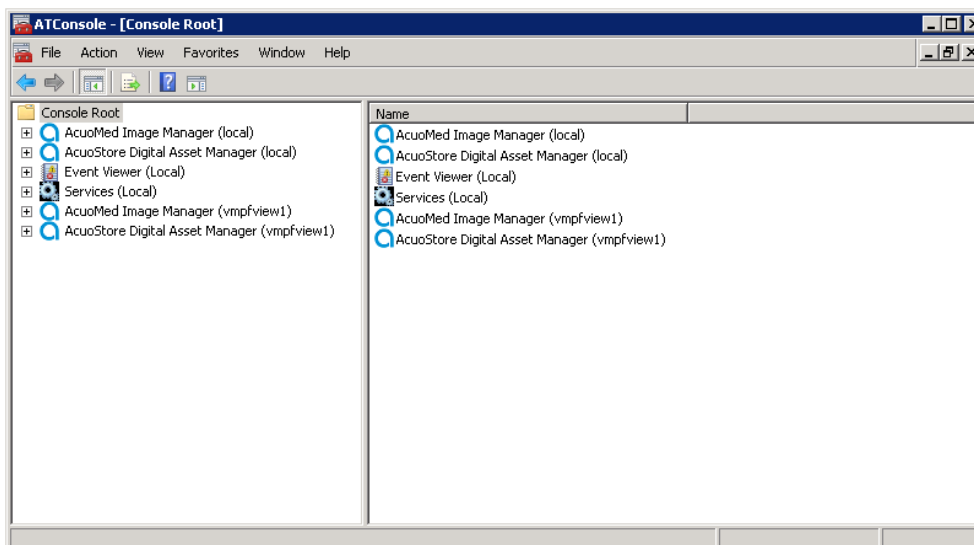 ATConsole - [Console Root]
File Action View Favorites Window Help
Console Root
AcuoMed Image Manager (local)
AcuoStore Digital Asset Manager (local)
Event Viewer (Local)
Services (Local)
AcuoMed Image Manager (vmpfview1)
AcuoStore Digital Asset Manager (vmpfview1)
Name
AcuoMed Image Manager (local)
AcuoStore Digital Asset Manager (local)
Event Viewer (Local)
Services (Local)
AcuoMed Image Manager (vmpfview1)
AcuoStore Digital Asset Manager (vmpfview1)